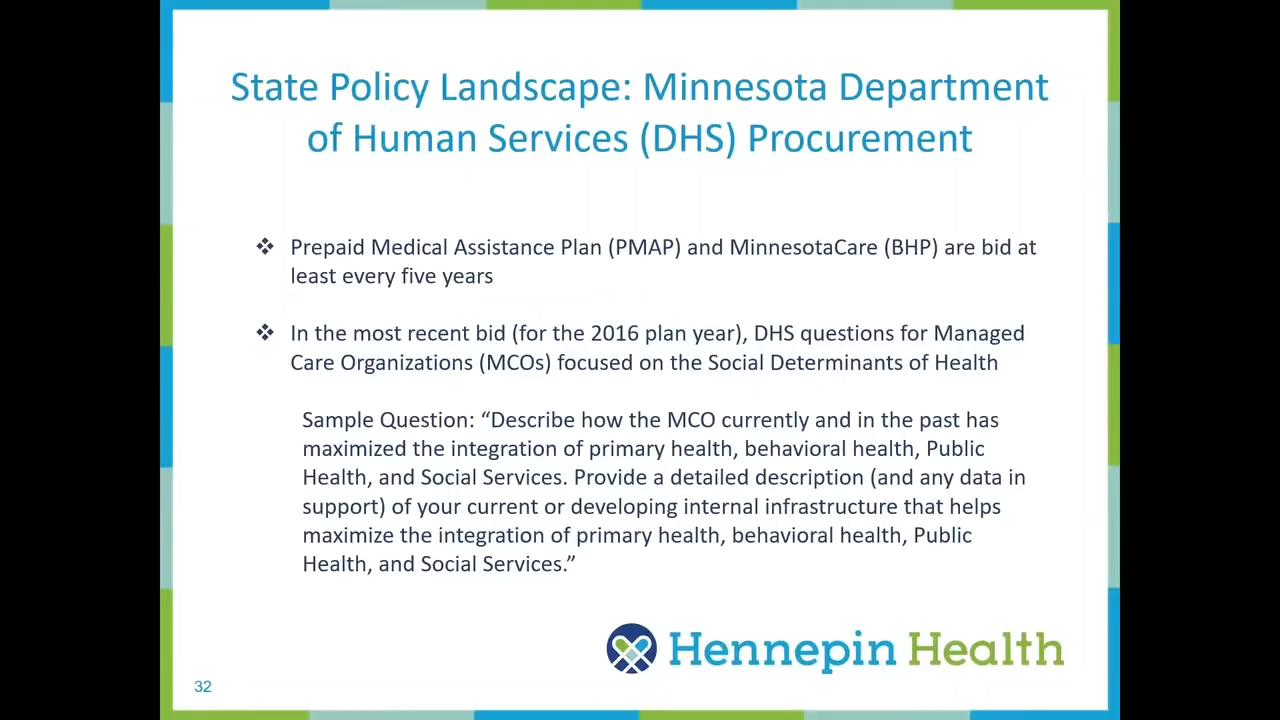 State Policy Landscape: Minnesota Department
of Human Services (DHS) Procurement
❖ Prepaid Medical Assistance Plan (PMAP) and MinnesotaCare (BHP) are bid at
least every five years
❖ In the most recent bid (for the 2016 plan year), DHS questions for Managed
Care Organizations (MCOs) focused on the Social Determinants of Health
Sample Question: “Describe how the MCO currently and in the past has
maximized the integration of primary health, behavioral health, Public
Health, and Social Services. Provide a detailed description (and any data in
support) of your current or developing internal infrastructure that helps
maximize the integration of primary health, behavioral health, Public
Health, and Social Services.”
Hennepin Health
32